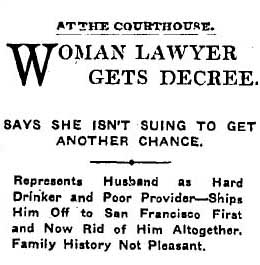 AT THE COURTHOUSE.
WOMAN LAWYER
GETS DECREE.
SAYS SHE ISN'T SUING TO GET
ANOTHER CHANCE.
Represents Husband as Hard
Drinker and Poor Provider—Ships
Him Off to San Francisco First
and Now Rid of Him Altogether.
Family History Not Pleasant.